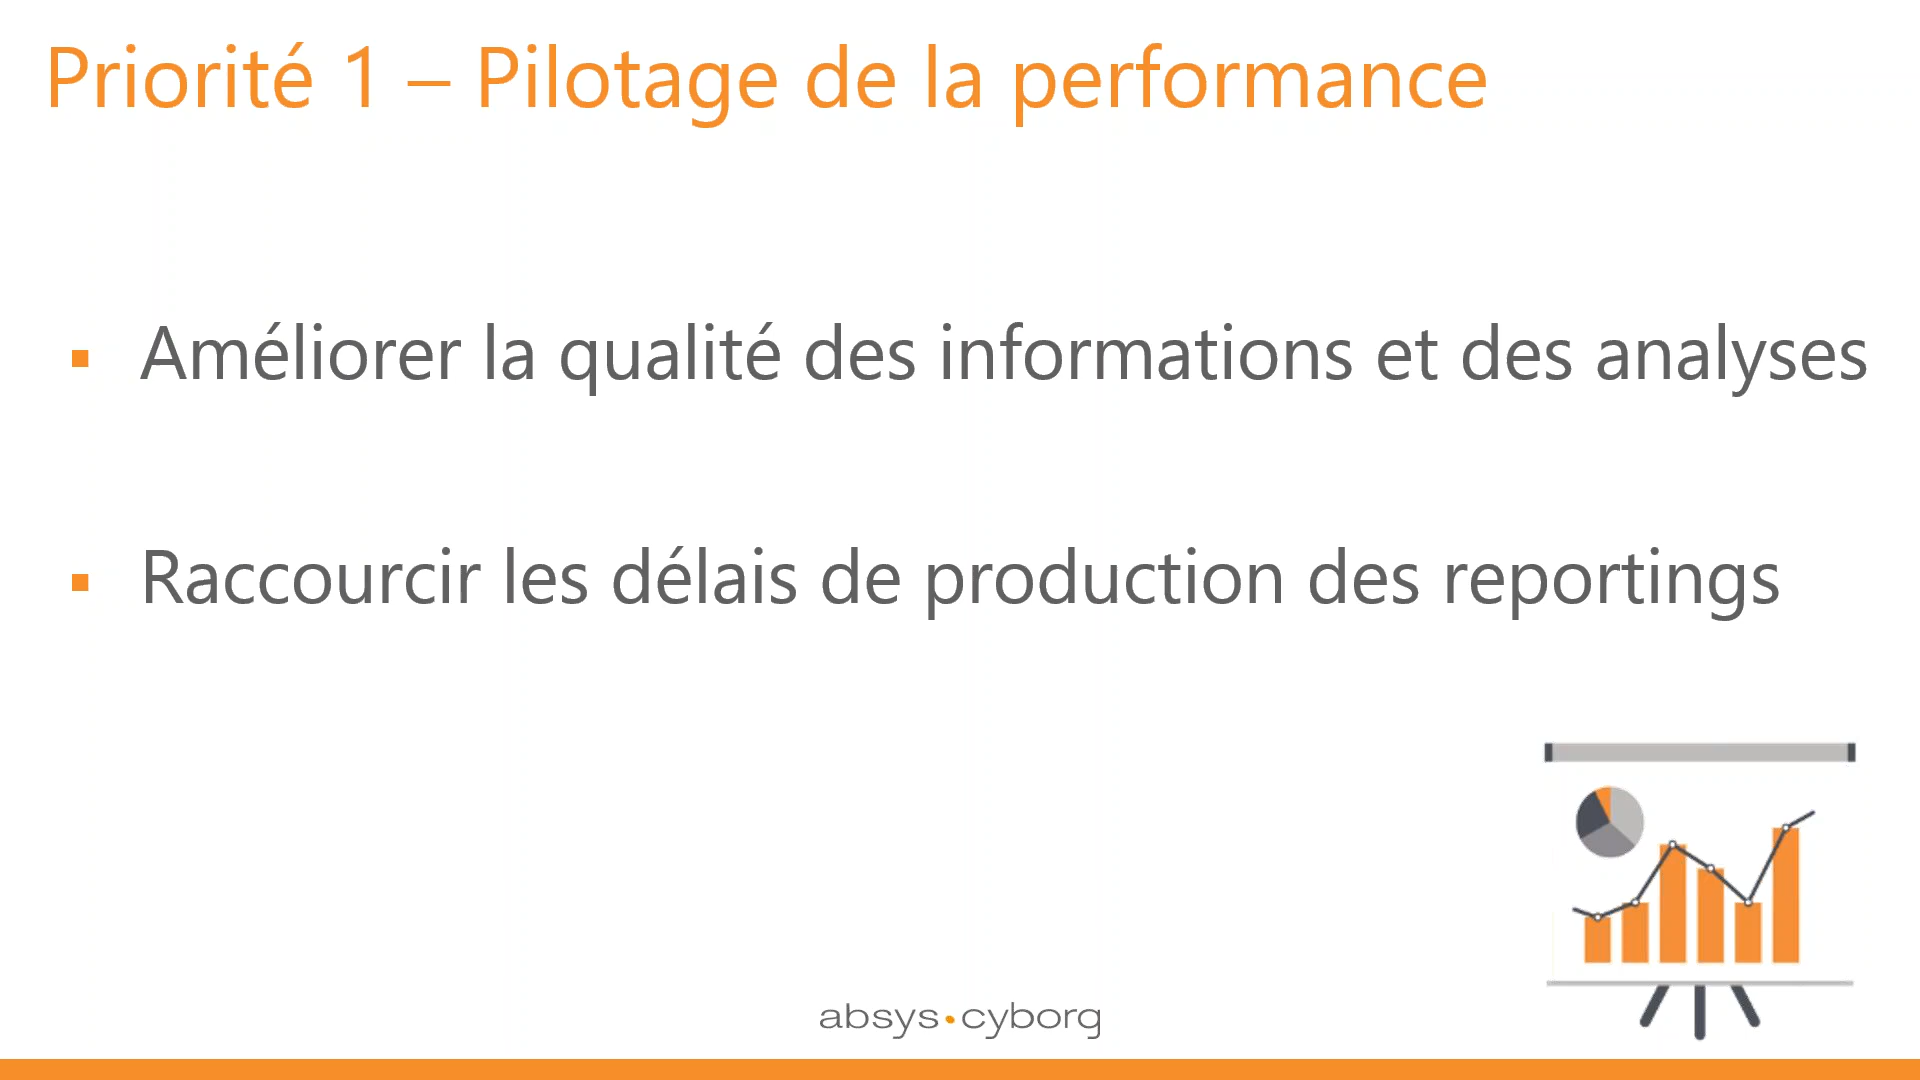 Priorité 1 – Pilotage de la performance
▪ Améliorer la qualité des informations et des analyses
▪ Raccourcir les délais de production des reportings
absys•cyborg